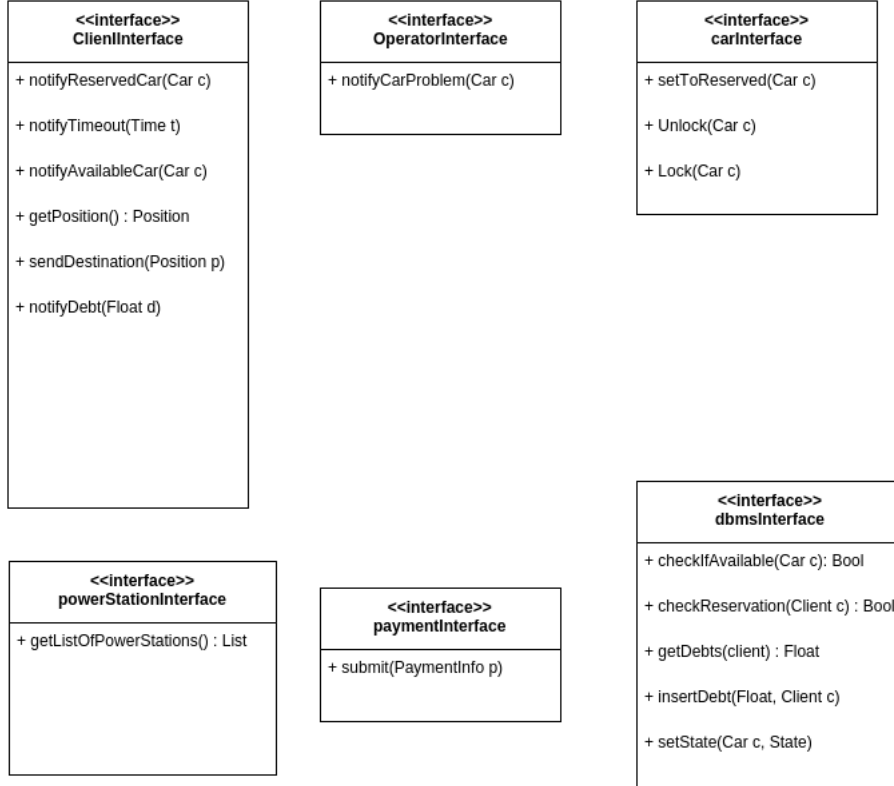 <<interface>>
ClienlInterface
+ notifyReservedCar(Car c)
+ notifyTimeout(Time t)
+ notifyAvailableCar(Car c)
+ getPosition() : Position
+ sendDestination(Position p)
+ notifyDebt(Float d)
<<interface>>
OperatorInterface
+ notifyCarProblem(Car c)
<<interface>>
carInterface
+ setToReserved(Car c)
+ Unlock(Car c)
+ Lock(Car c)
<<interface>>
powerStationInterface
+ getListOfPowerStations() : List
<<interface>>
paymentInterface
+ submit(PaymentInfo p)
<<interface>>
dbmsInterface
+ checkIfAvailable(Car c): Bool
+ checkReservation(Client c) : Bool
+ getDebts(client) : Float
+ insertDebt(Float, Client c)
+ setState(Car c, State)